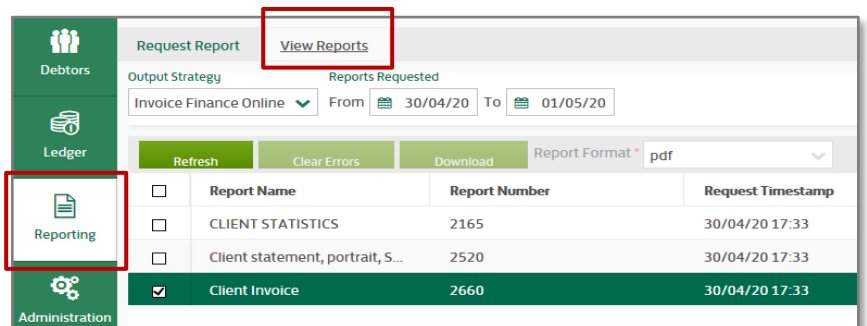 Debtors
Ledger
Reporting
Administration
Request Report View Reports
Output Strategy Reports Requested
Invoice Finance Online From 30/04/20 To 01/05/20
Refresh Clear Errors Download Report Format * pdf
Report Name Report Number Request Timestamp
CLIENT STATISTICS 2165 30/04/20 17:33
Client statement, portrait, S... 2520 30/04/20 17:33
Client Invoice 2660 30/04/20 17:33